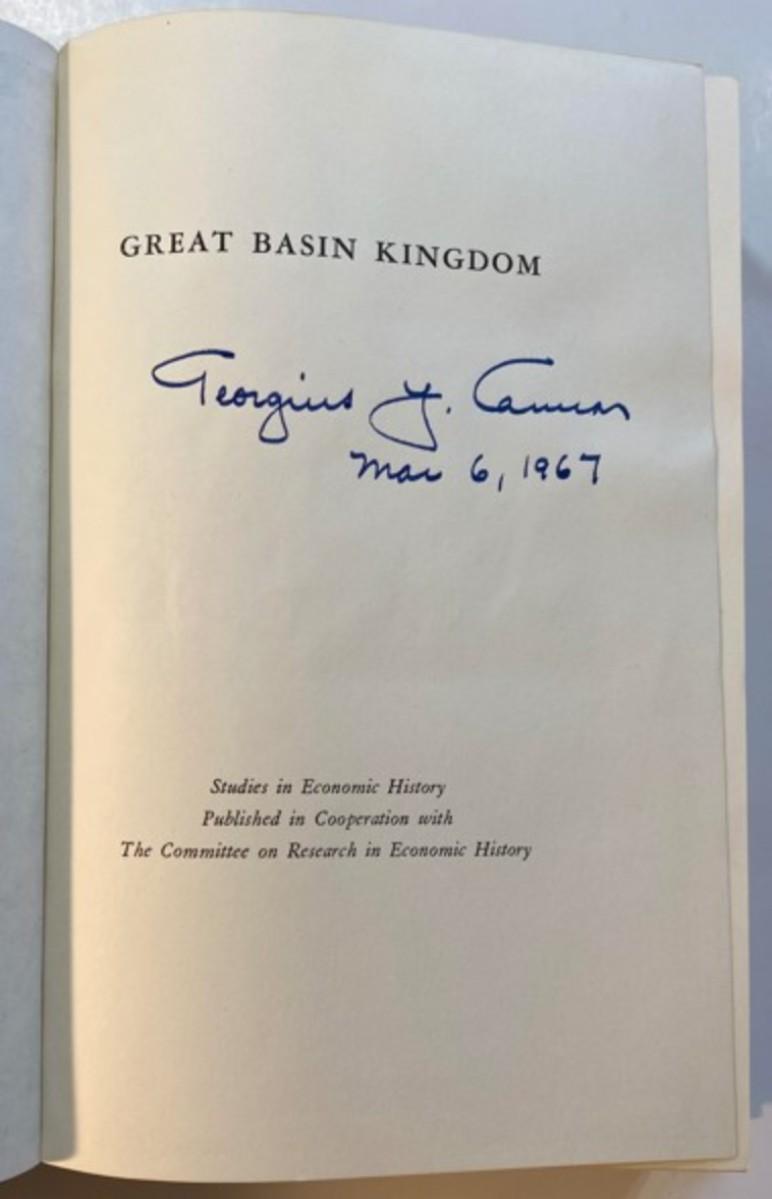 GREAT BASIN KINGDOM
Georgius Y. Cannon
Mar 6, 1967
Studies in Economic History
Published in Cooperation with
The Committee on Research in Economic History